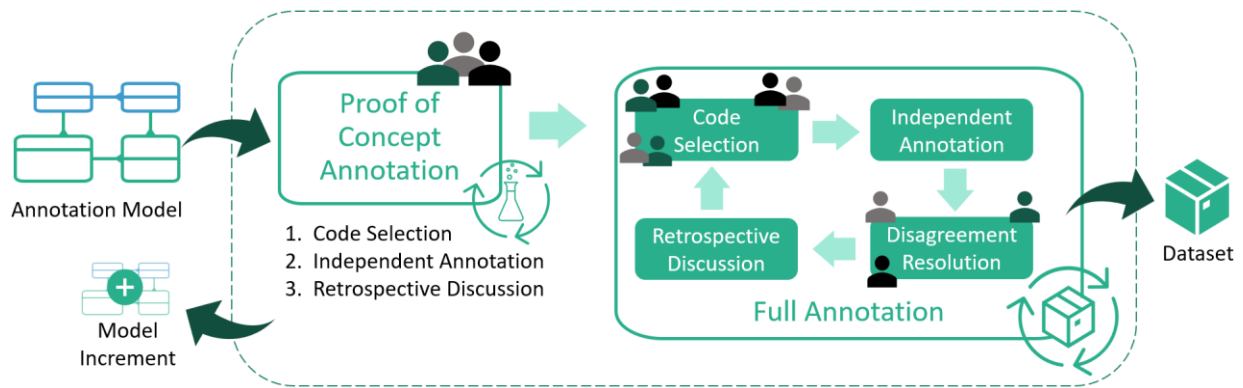 Annotation Model
Model
Increment
Proof of
Concept
Annotation
1. Code Selection
2. Independent Annotation
3. Retrospective Discussion
Code
Selection
Independent
Annotation
Disagreement
Resolution
Retrospective
Discussion
Full Annotation
Dataset